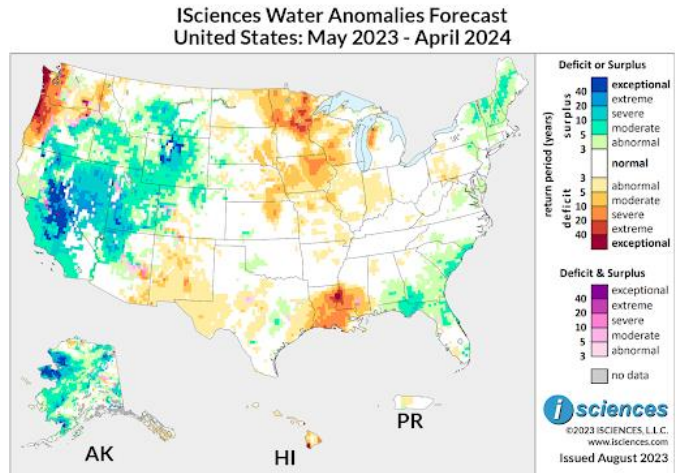 ISciences Water Anomalies Forecast
United States: May 2023 - April 2024
Deficit or Surplus
return period (years)
surplus
deficit
exceptional
40
extreme
20
severe
10
moderate
5
abnormal
3
normal
3
abnormal
5
moderate
10
severe
20
extreme
40
exceptional
Deficit & Surplus
exceptional
40
extreme
20
severe
10
moderate
5
abnormal
3
no data
i sciences
©2023 ISCIENCES, L.L.C.
www.isciences.com
Issued August 2023
AK
HI
PR